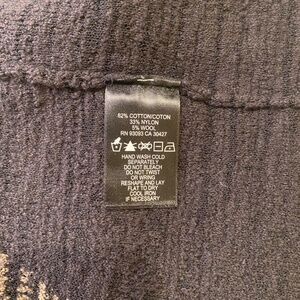 62% COTTON/COTON
33% NYLON
5% WOOL
RN 93093 CA 30427
HAND WASH COLD
SEPARATELY
DO NOT BLEACH
DO NOT TWIST
OR WRING
RESHAPE AND LAY
FLAT TO DRY
COOL IRON
IF NECESSARY